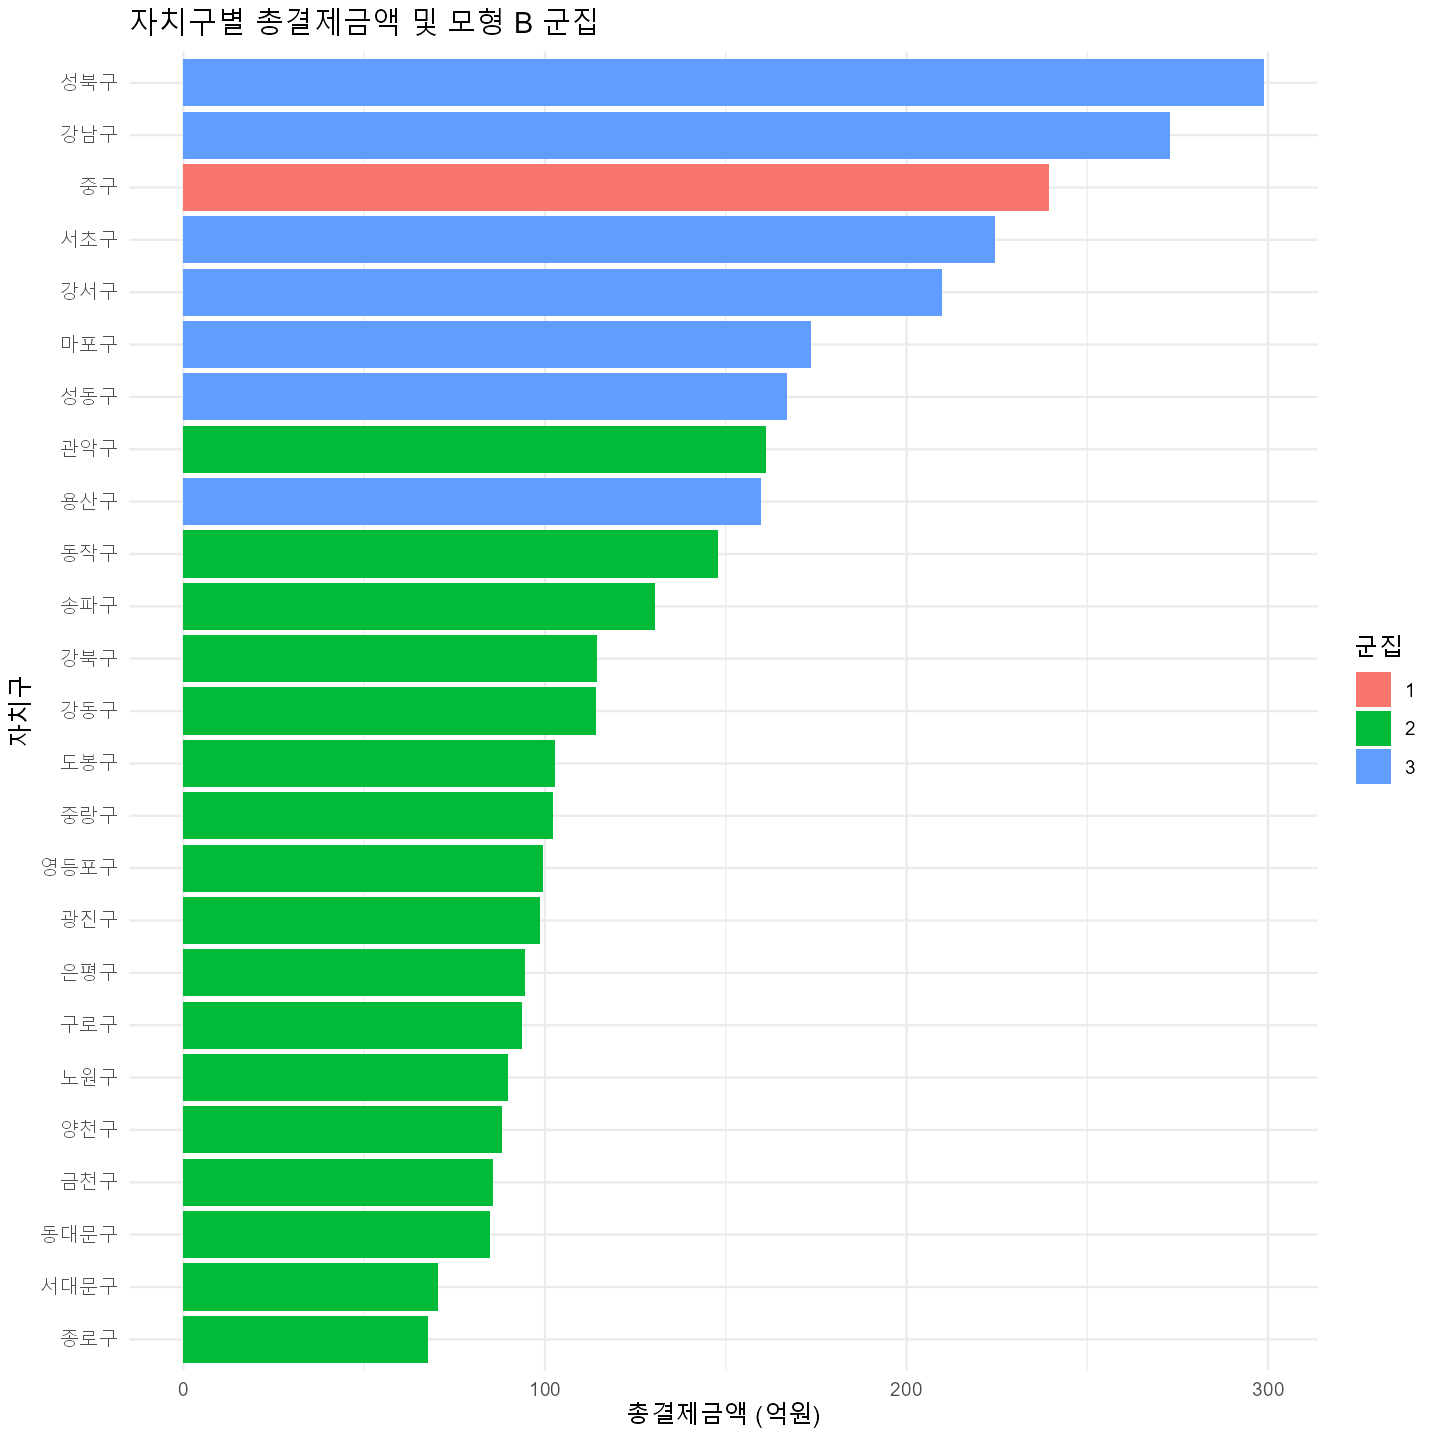 자치구별 총결제금액 및 모형 B 군집
성북구
강남구
중구
서초구
강서구
마포구
성동구
관악구
용산구
동작구
송파구
강북구
강동구
도봉구
중랑구
영등포구
광진구
은평구
구로구
노원구
양천구
금천구
동대문구
서대문구
종로구
자치구
0 100 200 300
총결제금액 (억원)
군집
1
2
3